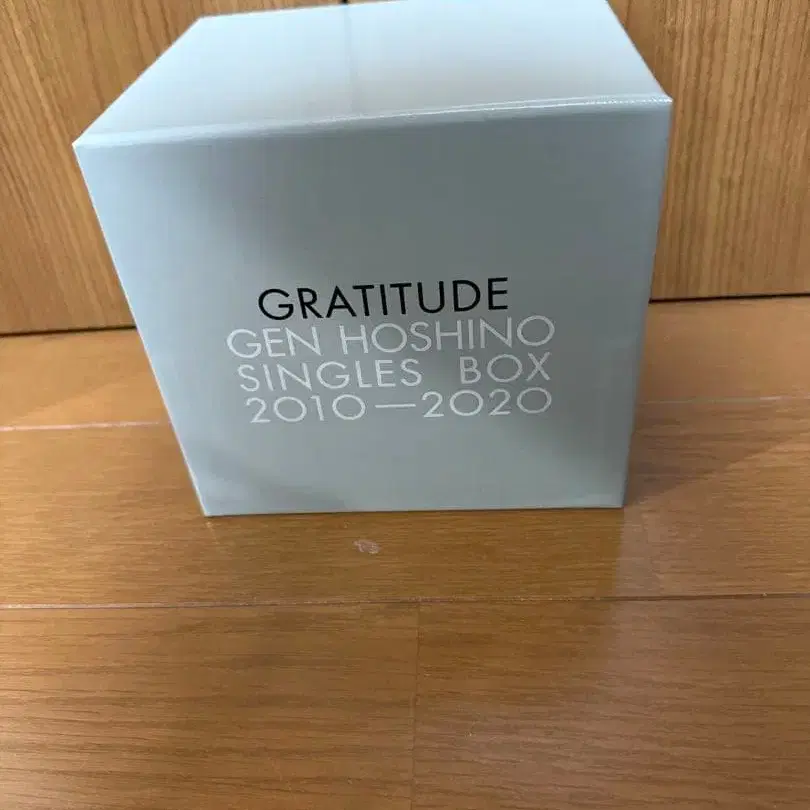 GRATITUDE
GEN HOSHINO
SINGLES BOX
2010—2020